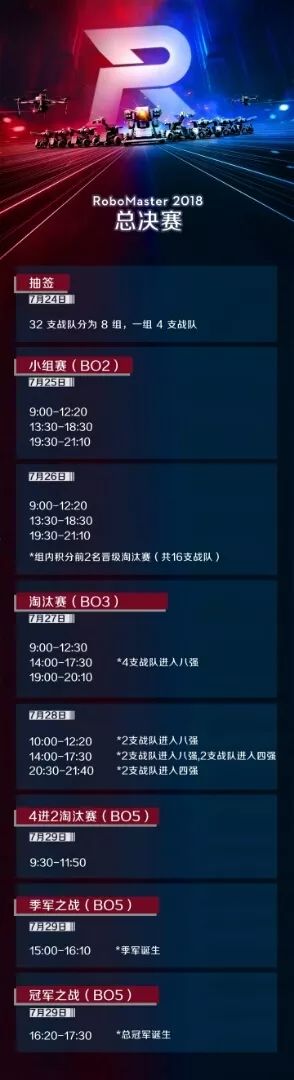 RoboMaster 2018
总决赛
抽签
7月24日
32 支战队分为 8 组，一组 4 支战队
小组赛（BO2）
7月25日
9:00-12:20
13:30-18:30
19:30-21:10
7月26日
9:00-12:20
13:30-18:30
19:30-21:10
*组内积分前2名晋级淘汰赛（共16支战队）
淘汰赛（BO3）
7月27日
9:00-12:30
14:00-17:30 *4支战队进入八强
19:00-20:10
7月28日
10:00-12:20 *2支战队进入八强
14:00-17:30 *2支战队进入八强,2支战队进入四强
20:30-21:40 *2支战队进入四强
4进2淘汰赛（BO5）
7月29日
9:30-11:50
季军之战（BO5）
7月29日
15:00-16:10 *季军诞生
冠军之战（BO5）
7月29日
16:20-17:30 *总冠军诞生